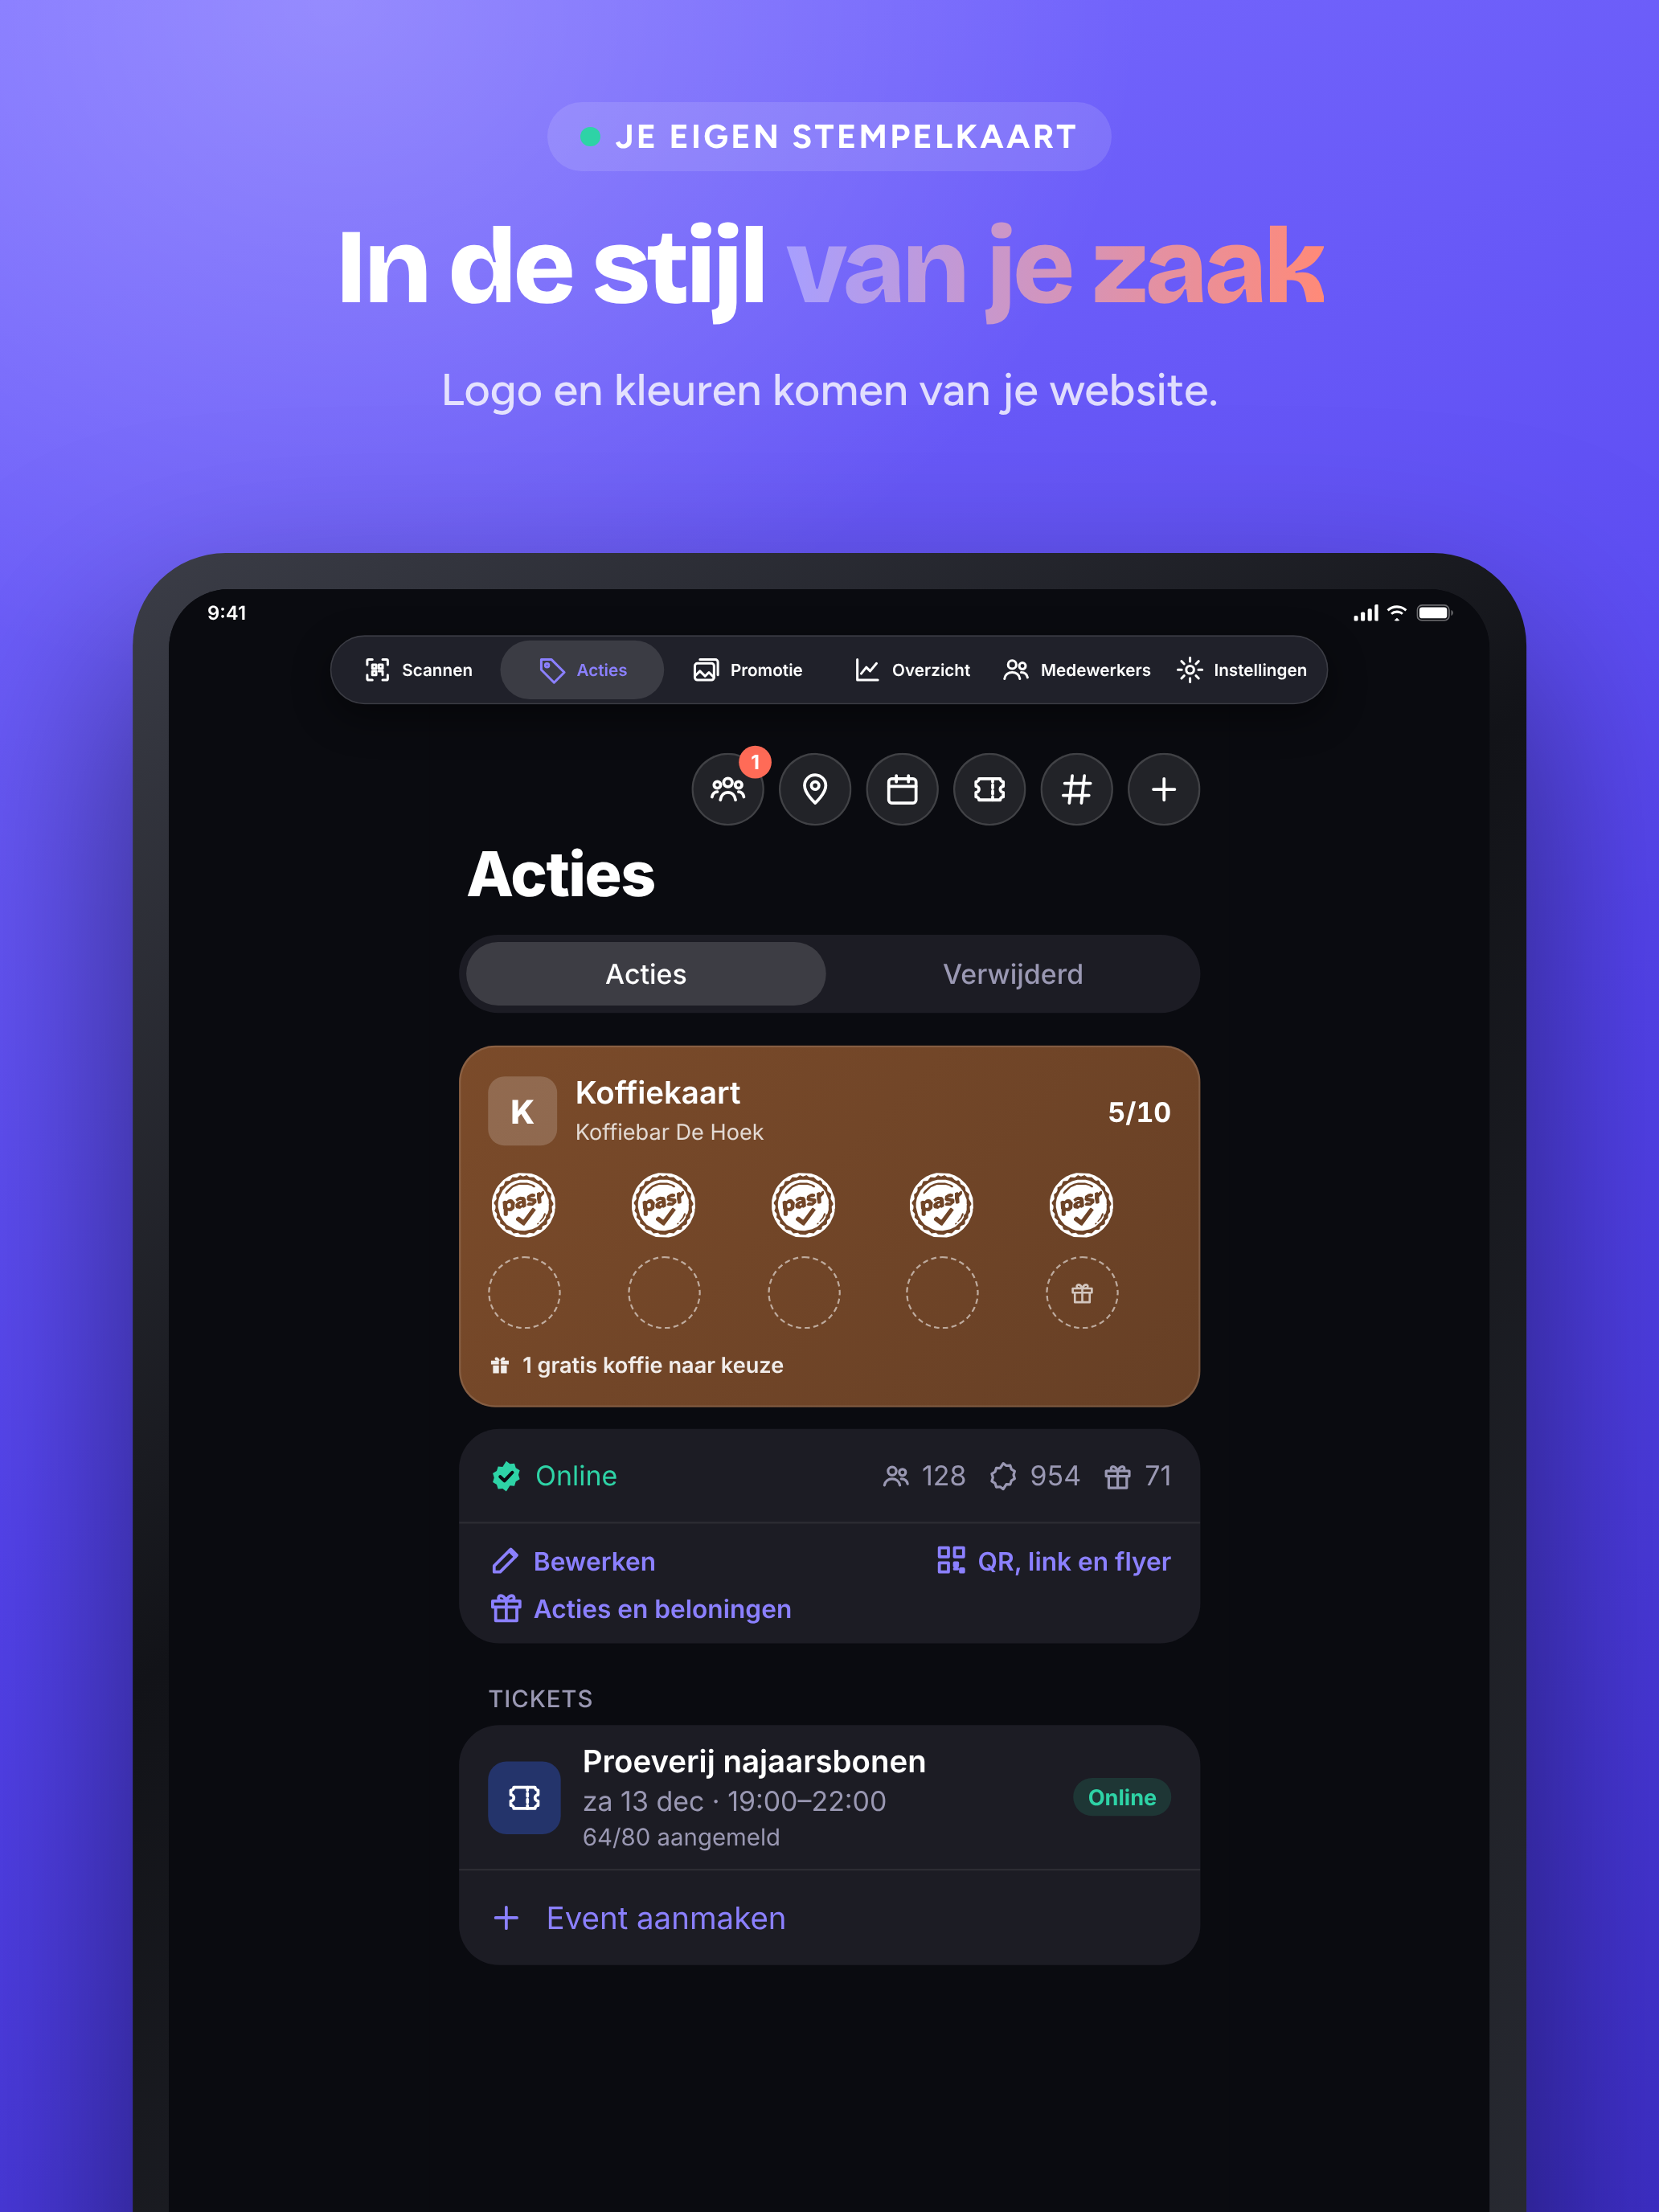 JE EIGEN STEMPELKAART
In de stijl van je zaak
Logo en kleuren komen van je website.
9:41
Scannen Acties Promotie Overzicht Medewerkers Instellingen
1
Acties
Acties Verwijderd
K
Koffiekaart
Koffiebar De Hoek
5/10
pasr pasr pasr pasr pasr
1 gratis koffie naar keuze
Online 128 954 71
Bewerken QR, link en flyer
Acties en beloningen
TICKETS
Proeverij najaarsbonen
za 13 dec · 19:00–22:00
64/80 aangemeld
Online
Event aanmaken